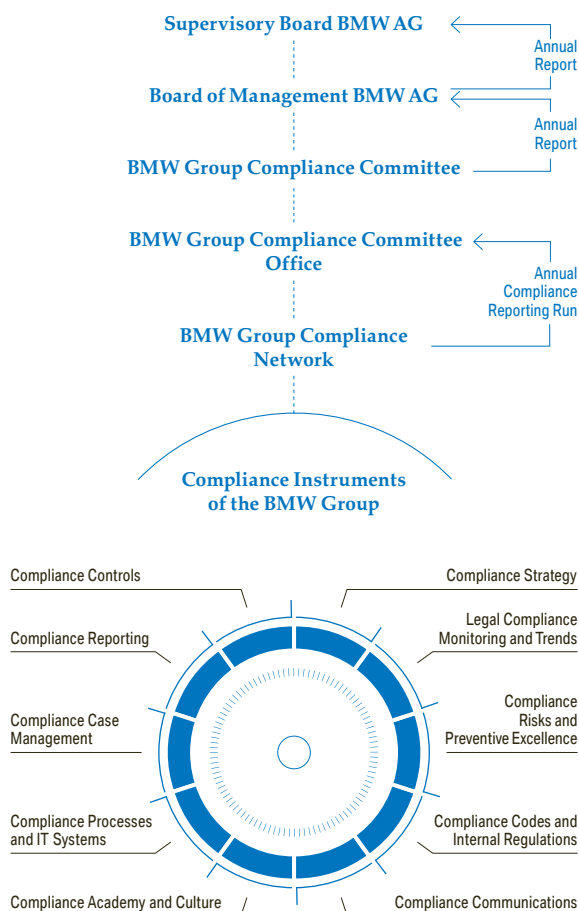 Supervisory Board BMW AG
Annual
Report
Board of Management BMW AG
Annual
Report
BMW Group Compliance Committee
BMW Group Compliance Committee
Office
Annual
Compliance
Reporting Run
BMW Group Compliance
Network
Compliance Instruments
of the BMW Group
Compliance Controls
Compliance Strategy
Compliance Reporting
Legal Compliance
Monitoring and Trends
Compliance Case
Management
Compliance
Risks and
Preventive Excellence
Compliance Processes
and IT Systems
Compliance Codes and
Internal Regulations
Compliance Academy and Culture
Compliance Communications